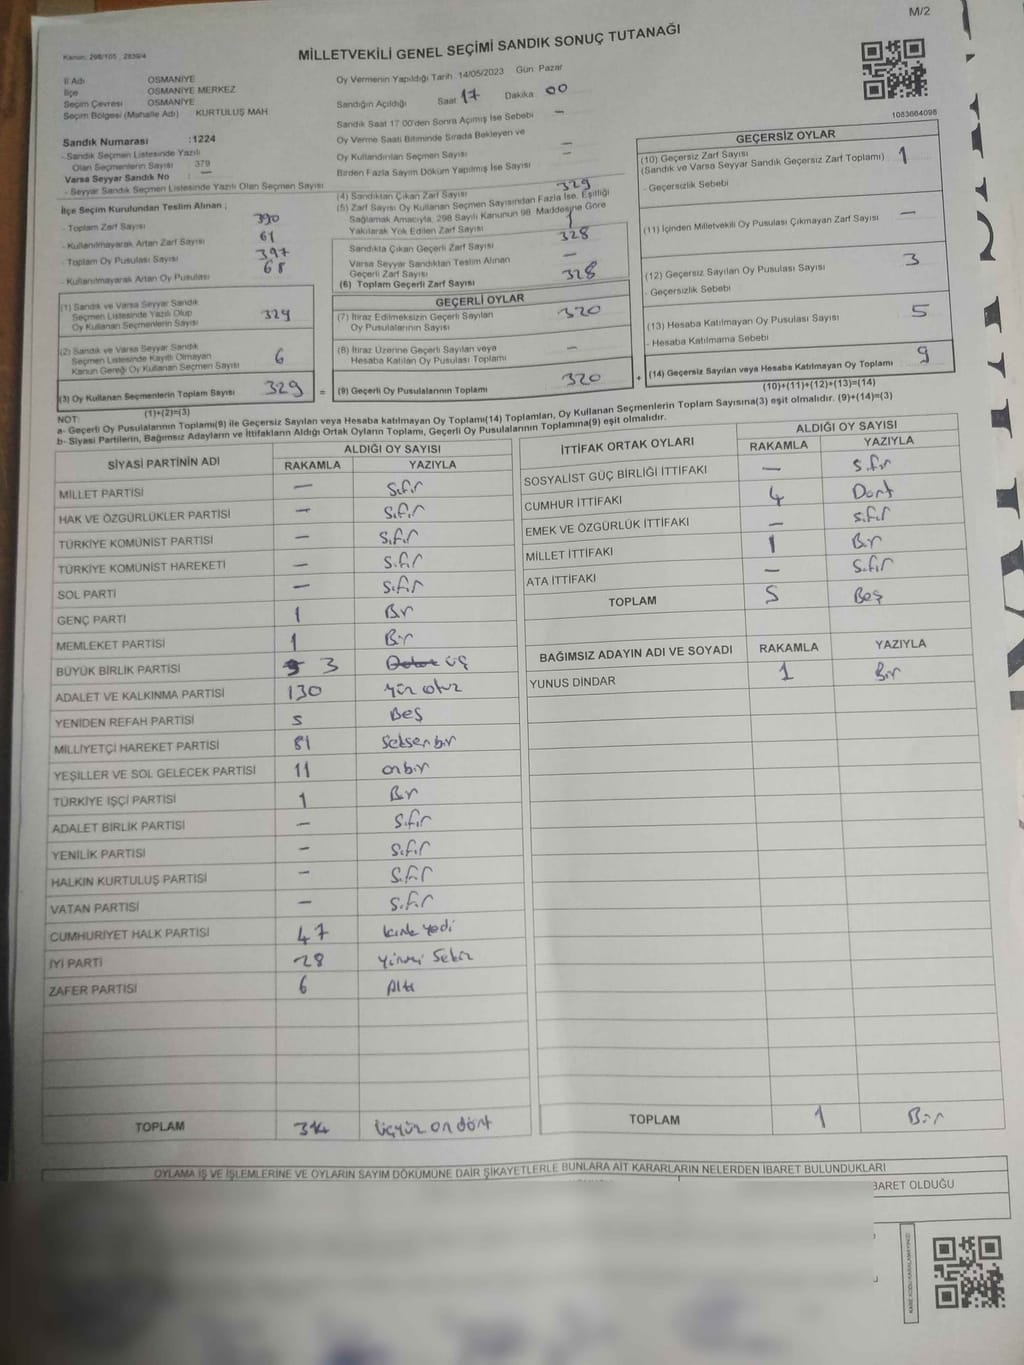 M/2
Kanun: 298/105 , 2839/4
MİLLETVEKİLİ GENEL SEÇİMİ SANDIK SONUÇ TUTANAĞI
İl Adı OSMANİYE
İlçe OSMANİYE MERKEZ
Seçim Çevresi OSMANİYE
Seçim Bölgesi (Mahalle Adı) KURTULUŞ MAH.
Sandık Numarası :1224
- Sandık Seçmen Listesinde Yazılı
Olan Seçmenlerin Sayısı 379
Varsa Seyyar Sandık No : —
- Seyyar Sandık Seçmen Listesinde Yazılı Olan Seçmen Sayısı
Oy Vermenin Yapıldığı Tarih 14/05/2023 Gün: Pazar
Sandığın Açıldığı Saat 17 Dakika 00
Sandık Saat 17:00'den Sonra Açılmış İse Sebebi —
Oy Verme Saati Bitiminde Sırada Bekleyen ve
Oy Kullandırılan Seçmen Sayısı —
Birden Fazla Sayım Döküm Yapılmış İse Sayısı —
1083664098
İlçe Seçim Kurulundan Teslim Alınan ;
- Toplam Zarf Sayısı 390
- Kullanılmayarak Artan Zarf Sayısı 61
- Toplam Oy Pusulası Sayısı 397
- Kullanılmayarak Artan Oy Pusulası 68
(1) Sandık ve Varsa Seyyar Sandık
Seçmen Listesinde Yazılı Olup
Oy Kullanan Seçmenlerin Sayısı 329
(2) Sandık ve Varsa Seyyar Sandık
Seçmen Listesinde Kayıtlı Olmayan
Kanun Gereği Oy Kullanan Seçmen Sayısı 6
(3) Oy Kullanan Seçmenlerin Toplam Sayısı 329 =
(1)+(2)=(3)
(4) Sandıktan Çıkan Zarf Sayısı 329
(5) Zarf Sayısı, Oy Kullanan Seçmen Sayısından Fazla İse, Eşitliği
Sağlamak Amacıyla, 298 Sayılı Kanunun 98. Maddesine Göre
Yakılarak Yok Edilen Zarf Sayısı 1
Sandıkta Çıkan Geçerli Zarf Sayısı 328
Varsa Seyyar Sandıktan Teslim Alınan
Geçerli Zarf Sayısı —
(6) Toplam Geçerli Zarf Sayısı 328
GEÇERLİ OYLAR
(7) İtiraz Edilmeksizin Geçerli Sayılan
Oy Pusulalarının Sayısı 320
(8) İtiraz Üzerine Geçerli Sayılan veya
Hesaba Katılan Oy Pusulası Toplamı —
(9) Geçerli Oy Pusulalarının Toplamı 320 +
GEÇERSİZ OYLAR
(10) Geçersiz Zarf Sayısı
(Sandık ve Varsa Seyyar Sandık Geçersiz Zarf Toplamı) 1
- Geçersizlik Sebebi
(11) İçinden Milletvekili Oy Pusulası Çıkmayan Zarf Sayısı —
(12) Geçersiz Sayılan Oy Pusulası Sayısı 3
- Geçersizlik Sebebi
(13) Hesaba Katılmayan Oy Pusulası Sayısı 5
- Hesaba Katılmama Sebebi
(14) Geçersiz Sayılan veya Hesaba Katılmayan Oy Toplamı 9
(10)+(11)+(12)+(13)=(14)
NOT:
a- Geçerli Oy Pusulalarının Toplamı(9) ile Geçersiz Sayılan veya Hesaba katılmayan Oy Toplamı(14) Toplamları, Oy Kullanan Seçmenlerin Toplam Sayısına(3) eşit olmalıdır. (9)+(14)=(3)
b- Siyasi Partilerin, Bağımsız Adayların ve İttifakların Aldığı Ortak Oyların Toplamı, Geçerli Oy Pusulalarının Toplamına(9) eşit olmalıdır.
SİYASİ PARTİNİN ADI ALDIĞI OY SAYISI
RAKAMLA YAZIYLA
MİLLET PARTİSİ — Sıfır
HAK VE ÖZGÜRLÜKLER PARTİSİ — Sıfır
TÜRKİYE KOMÜNİST PARTİSİ — Sıfır
TÜRKİYE KOMÜNİST HAREKETİ — Sıfır
SOL PARTİ — Sıfır
GENÇ PARTİ 1 Bir
MEMLEKET PARTİSİ 1 Bir
BÜYÜK BİRLİK PARTİSİ 3 üç
ADALET VE KALKINMA PARTİSİ 130 Yüz otuz
YENİDEN REFAH PARTİSİ 5 Beş
MİLLİYETÇİ HAREKET PARTİSİ 81 Seksen bir
YEŞİLLER VE SOL GELECEK PARTİSİ 11 onbir
TÜRKİYE İŞÇİ PARTİSİ 1 Bir
ADALET BİRLİK PARTİSİ — Sıfır
YENİLİK PARTİSİ — Sıfır
HALKIN KURTULUŞ PARTİSİ — Sıfır
VATAN PARTİSİ — Sıfır
CUMHURİYET HALK PARTİSİ 47 kırk yedi
İYİ PARTİ 28 yirmi Sekiz
ZAFER PARTİSİ 6 Altı
TOPLAM 314 üçyüz on dört
İTTİFAK ORTAK OYLARI ALDIĞI OY SAYISI
RAKAMLA YAZIYLA
SOSYALİST GÜÇ BİRLİĞİ İTTİFAKI — Sıfır
CUMHUR İTTİFAKI 4 Dört
EMEK VE ÖZGÜRLÜK İTTİFAKI — Sıfır
MİLLET İTTİFAKI 1 Bir
ATA İTTİFAKI — Sıfır
TOPLAM 5 Beş
BAĞIMSIZ ADAYIN ADI VE SOYADI RAKAMLA YAZIYLA
YUNUS DİNDAR 1 Bir
TOPLAM 1 Bir
OYLAMA İŞ VE İŞLEMLERİNE VE OYLARIN SAYIM DÖKÜMÜNE DAİR ŞİKAYETLERLE BUNLARA AİT KARARLARIN NELERDEN İBARET BULUNDUKLARI
BARET OLDUĞU